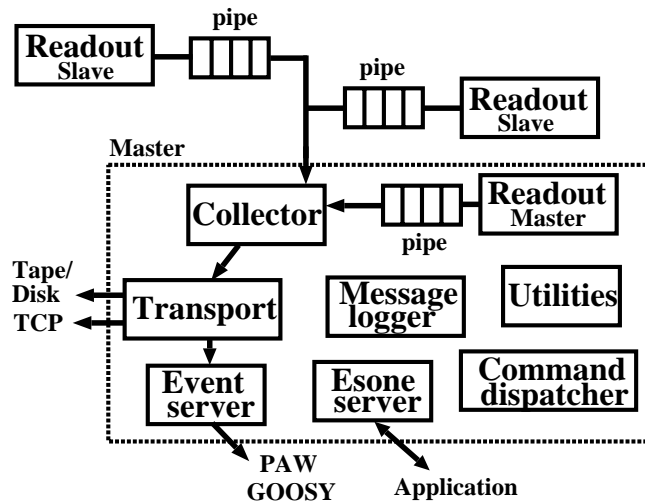 pipe
Readout
Slave
pipe
Readout
Slave
Master
Readout
Master
Collector
pipe
Tape/
Disk
TCP
Transport
Message
logger
Utilities
Event
server
Esone
server
Command
dispatcher
PAW
GOOSY
Application